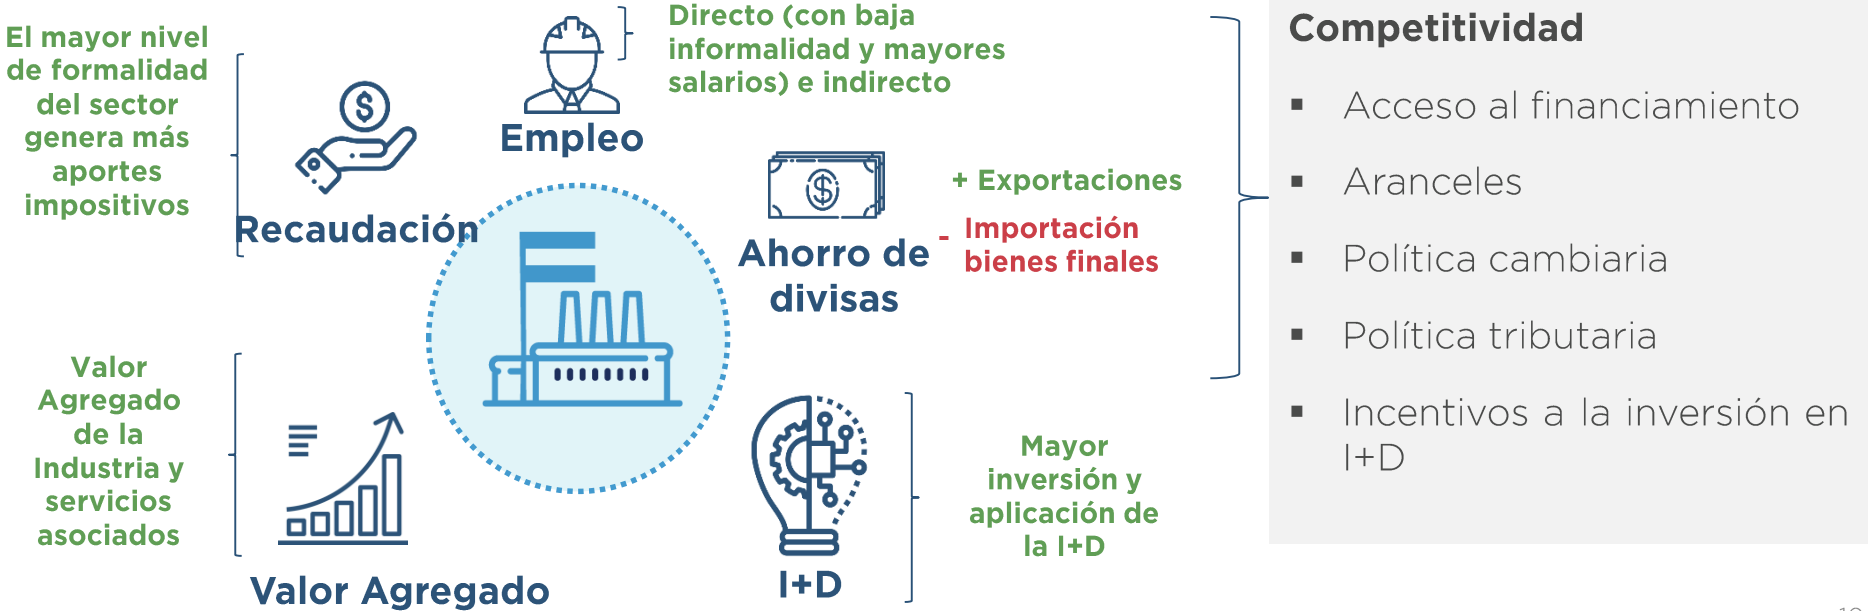 El mayor nivel
de formalidad
del sector
genera más
aportes
impositivos
Recaudación
Empleo
Directo (con baja
informalidad y mayores
salarios) e indirecto
Ahorro de
divisas
+ Exportaciones
- Importación
bienes finales
Valor
Agregado
de la
Industria y
servicios
asociados
Valor Agregado
I+D
Mayor
inversión y
aplicación de
la I+D
Competitividad
▪ Acceso al financiamiento
▪ Aranceles
▪ Política cambiaria
▪ Política tributaria
▪ Incentivos a la inversión en
I+D